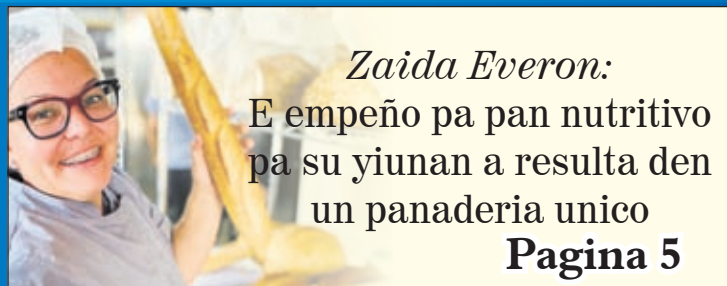 Zaida Everon:
E empeño pa pan nutritivo
pa su yiunan a resulta den
un panaderia unico
Pagina 5